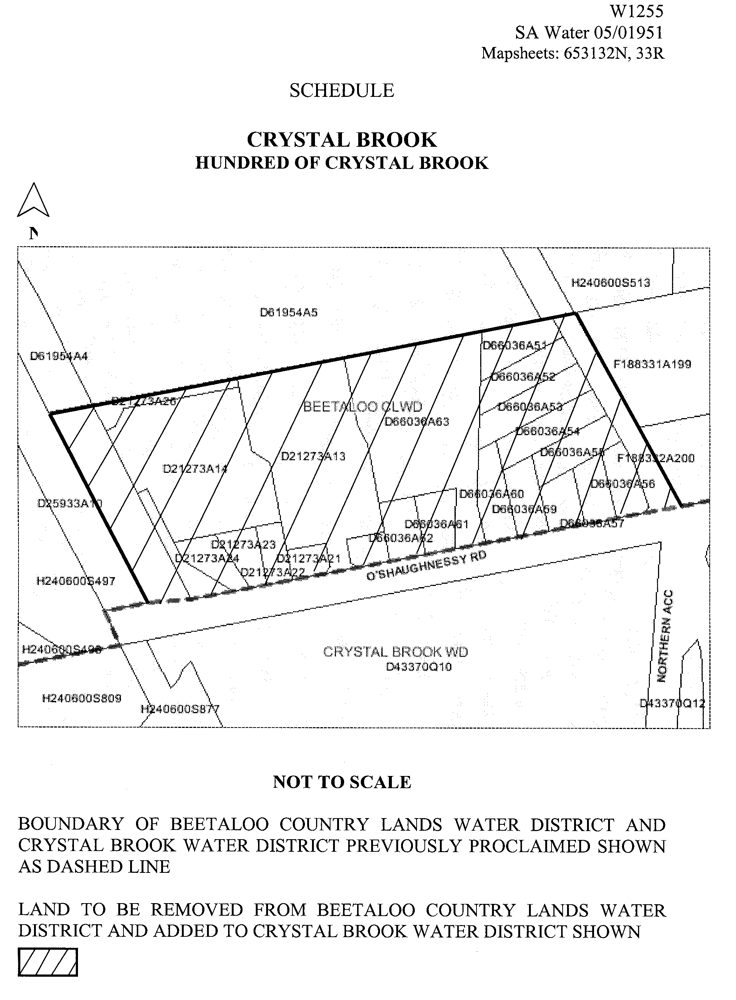 W1255
SA Water 05/01951
Mapsheets: 653132N, 33R
SCHEDULE
CRYSTAL BROOK
HUNDRED OF CRYSTAL BROOK
N
H240600S513
D61954A5
D61954A4
D66036A51
F188331A199
D66036A52
D21273A26
BEETALOO CLWD
D66036A53
D66036A63
D66036A54
D66036A55
D21273A13
F188332A200
D21273A14
D66036A56
D66036A60
D25933A10
D66036A59
D66036A61
D66036A57
D66036A62
D21273A23
D21273A24
D21273A21
D21273A22
O'SHAUGHNESSY RD
H240600S497
NORTHERN ACC
H240600S498
CRYSTAL BROOK WD
D43370Q10
H240600S809
H240600S877
D43370Q12
NOT TO SCALE
BOUNDARY OF BEETALOO COUNTRY LANDS WATER DISTRICT AND
CRYSTAL BROOK WATER DISTRICT PREVIOUSLY PROCLAIMED SHOWN
AS DASHED LINE
LAND TO BE REMOVED FROM BEETALOO COUNTRY LANDS WATER
DISTRICT AND ADDED TO CRYSTAL BROOK WATER DISTRICT SHOWN